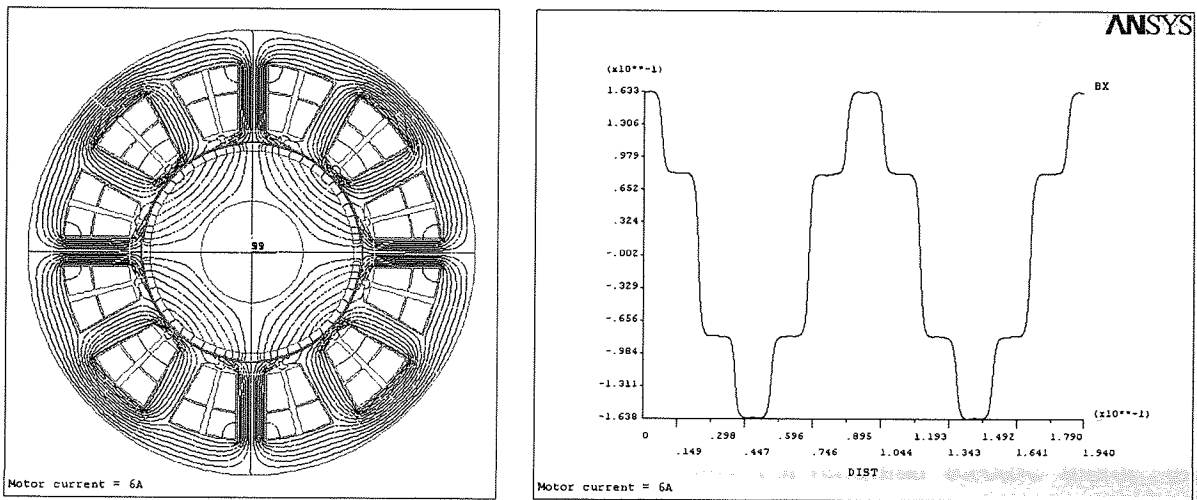 99
Motor current = 6A
ANSYS
(x10**-1)
BX
1.633
1.306
.979
.652
.324
-.002
-.329
-.656
-.984
-1.311
-1.638
(x10**-1)
0 .298 .596 .895 1.193 1.492 1.790
.149 .447 .746 1.044 1.343 1.641 1.940
DIST
Motor current = 6A